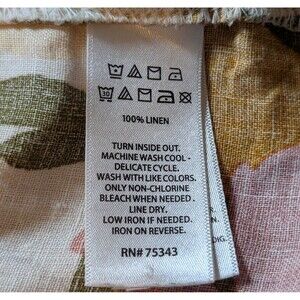 30
100% LINEN
TURN INSIDE OUT.
MACHINE WASH COOL -
DELICATE CYCLE.
WASH WITH LIKE COLORS.
ONLY NON-CHLORINE
BLEACH WHEN NEEDED.
LINE DRY.
LOW IRON IF NEEDED.
IRON ON REVERSE.
RN# 75343